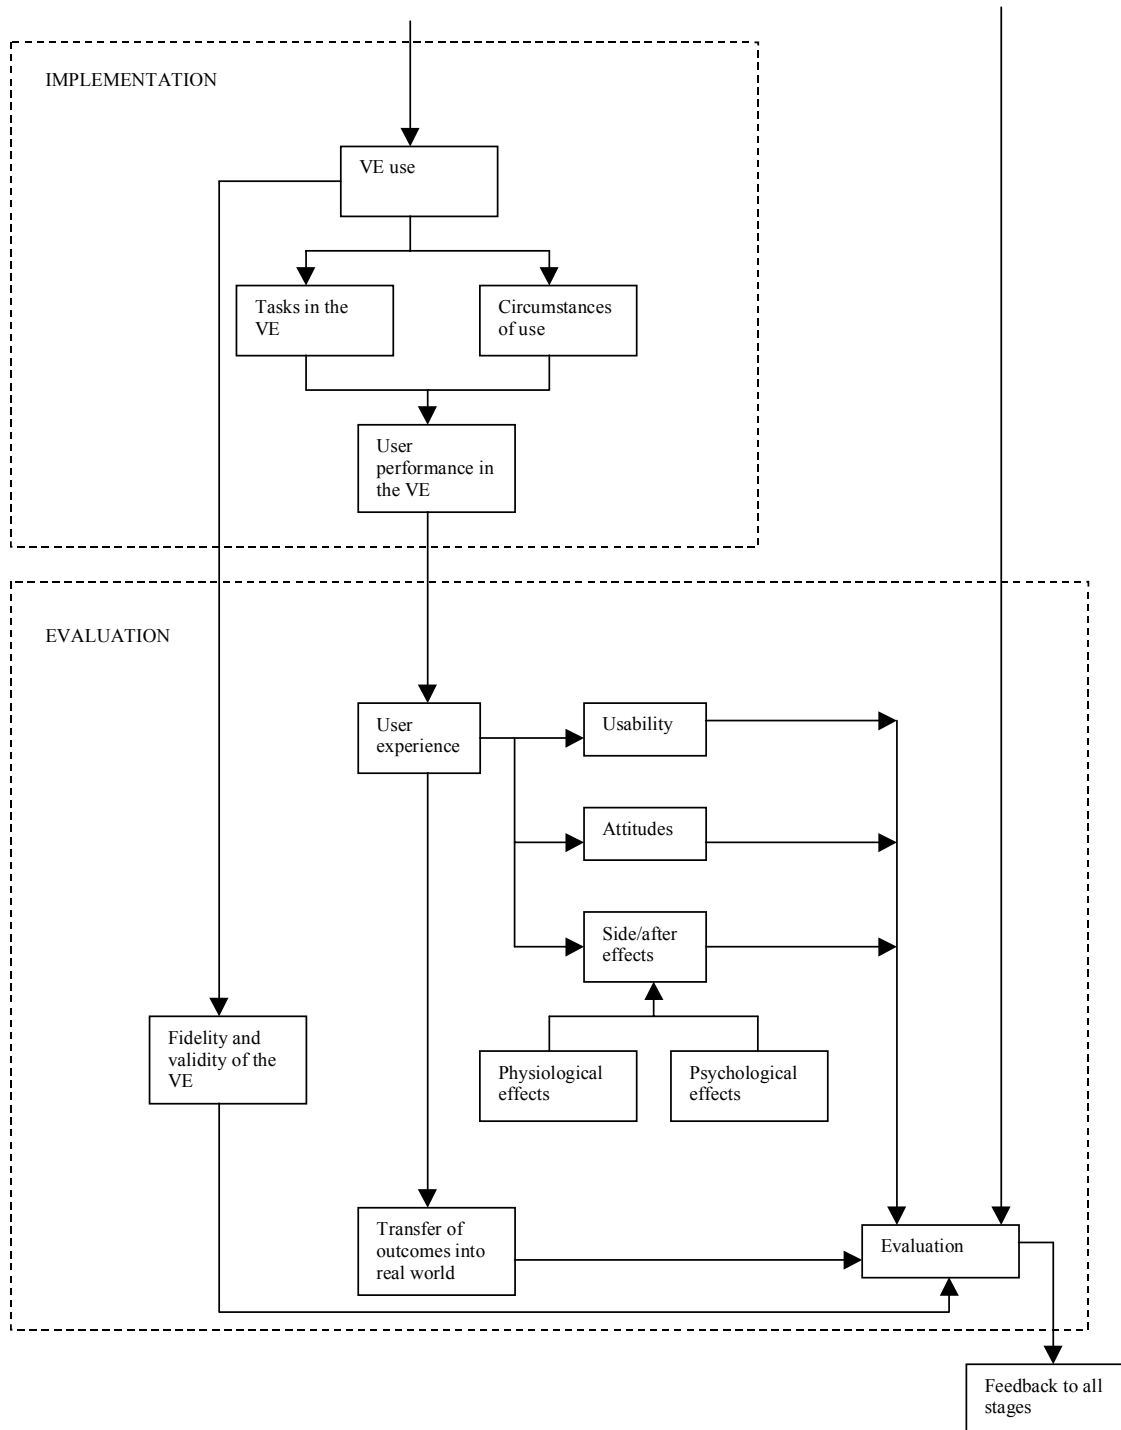 IMPLEMENTATION
VE use
Tasks in the
VE
Circumstances
of use
User
performance in
the VE
EVALUATION
User
experience
Usability
Attitudes
Side/after
effects
Fidelity and
validity of the
VE
Physiological
effects
Psychological
effects
Transfer of
outcomes into
real world
Evaluation
Feedback to all
stages